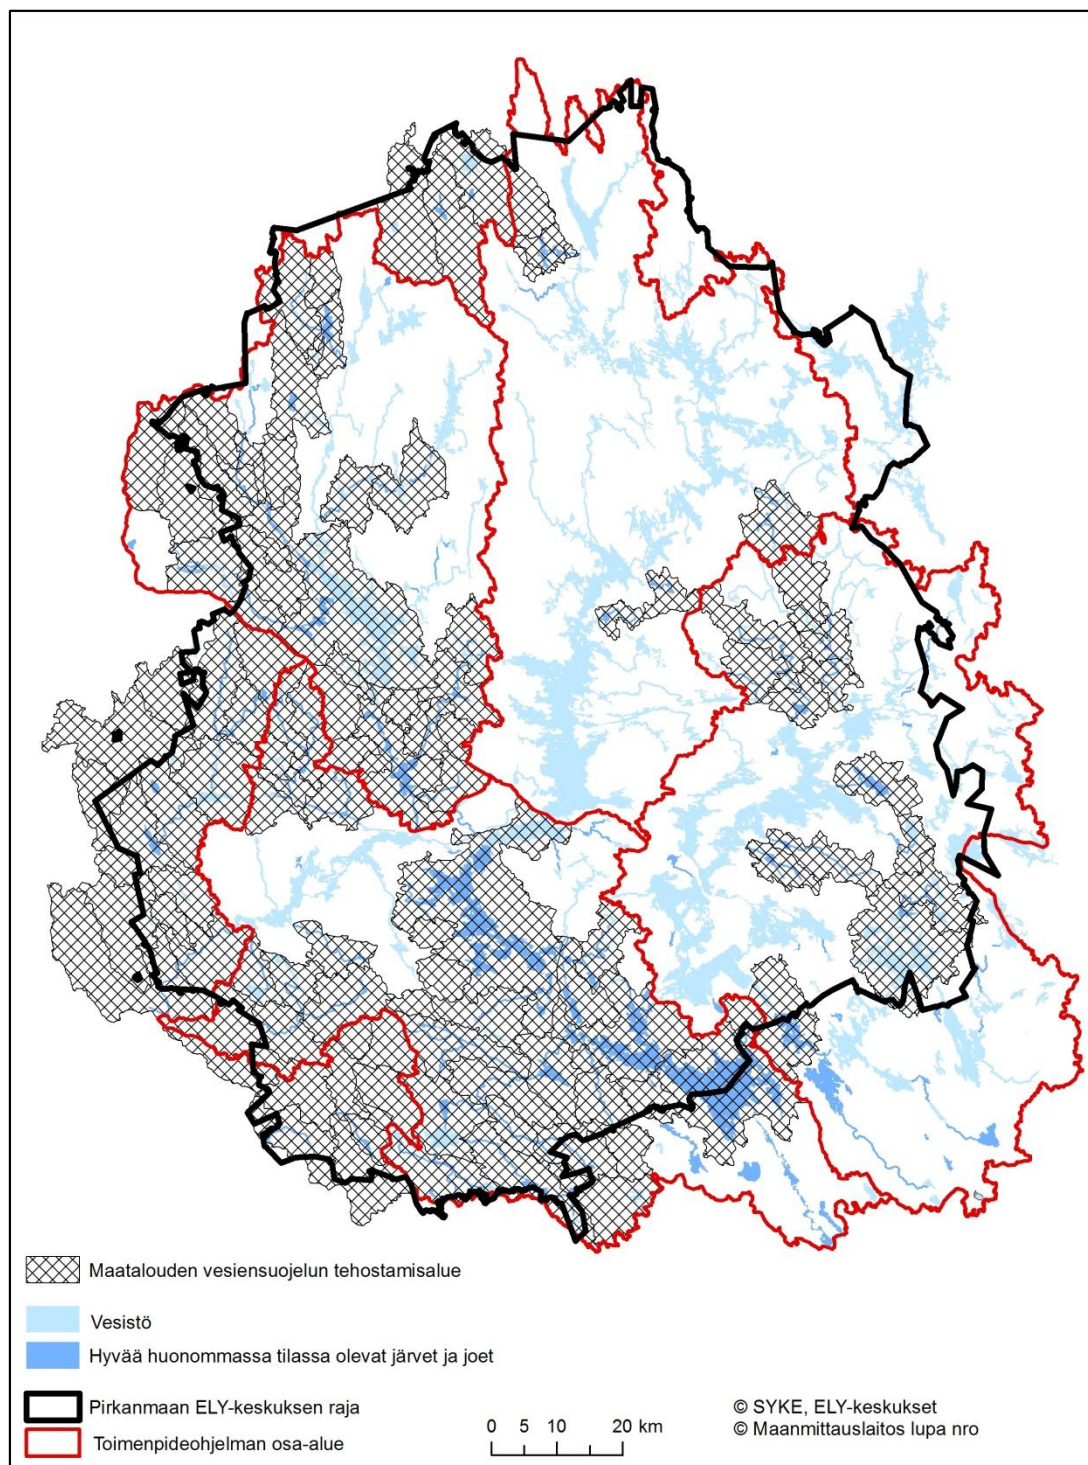 Maatalouden vesiensuojelun tehostamisalue
Vesistö
Hyvää huonommassa tilassa olevat järvet ja joet
Pirkanmaan ELY-keskuksen raja
Toimenpideohjelman osa-alue
0 5 10 20 km
© SYKE, ELY-keskukset
© Maanmittauslaitos lupa nro